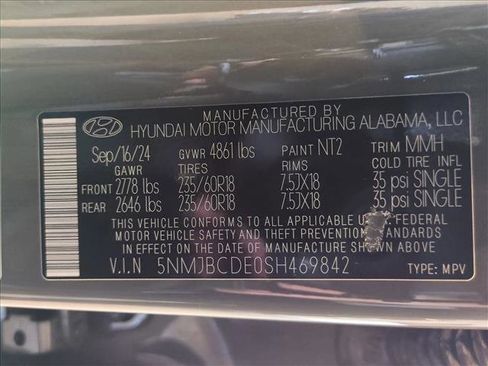 MANUFACTURED BY
HYUNDAI MOTOR MANUFACTURING ALABAMA, LLC
Sep/16/24 GVWR 4861 lbs PAINT NT2 TRIM MMH
GAWR TIRES RIMS COLD TIRE INFL
FRONT 2778 lbs 235/60R18 7.5JX18 35 psi SINGLE
REAR 2646 lbs 235/60R18 7.5JX18 35 psi SINGLE
THIS VEHICLE CONFORMS TO ALL APPLICABLE FEDERAL
MOTOR VEHICLE SAFETY AND THEFT PREVENTION STANDARDS
IN EFFECT ON THE DATE OF MANUFACTURE SHOWN ABOVE.
V.I.N 5NMJBCDE0SH469842 TYPE: MPV